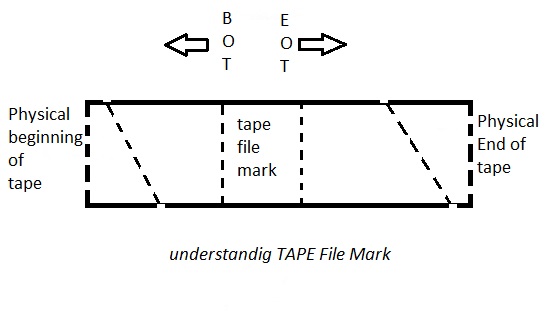 BOT
EOT
Physical
beginning
of
tape
tape
file
mark
Physical
End of
tape
understandig TAPE File Mark